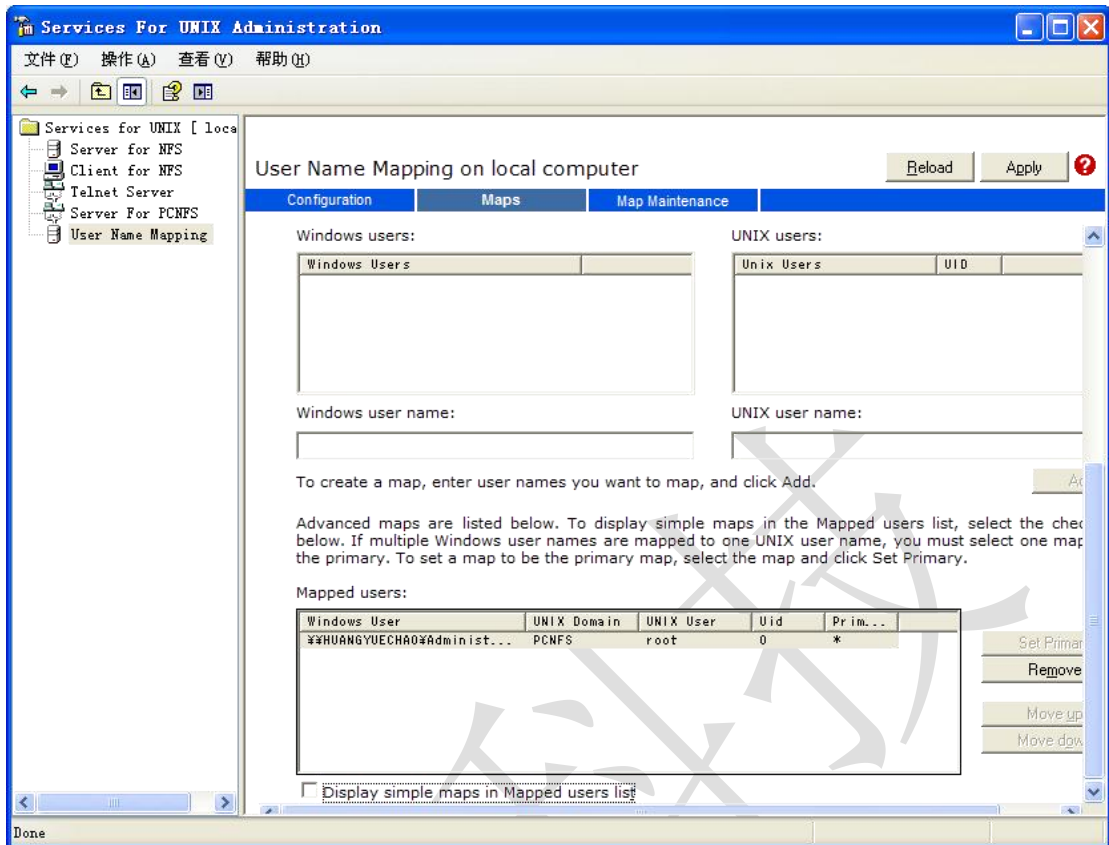 Services For UNIX Administration
文件(F) 操作(A) 查看(V) 帮助(H)
Services for UNIX [ loca
Server for NFS
Client for NFS
Telnet Server
Server For PCNFS
User Name Mapping
User Name Mapping on local computer
Reload Apply
Configuration Maps Map Maintenance
Windows users: UNIX users:
Windows Users Unix Users UID
Windows user name: UNIX user name:
To create a map, enter user names you want to map, and click Add.
Advanced maps are listed below. To display simple maps in the Mapped users list, select the chec
below. If multiple Windows user names are mapped to one UNIX user name, you must select one map
the primary. To set a map to be the primary map, select the map and click Set Primary.
Mapped users:
Windows User UNIX Domain UNIX User Uid Prim...
¥¥HUANGYUECHAO¥Administ... PCNFS root 0 *
Set Primar
Remove
Move up
Move dow
Display simple maps in Mapped users list
Done
科技